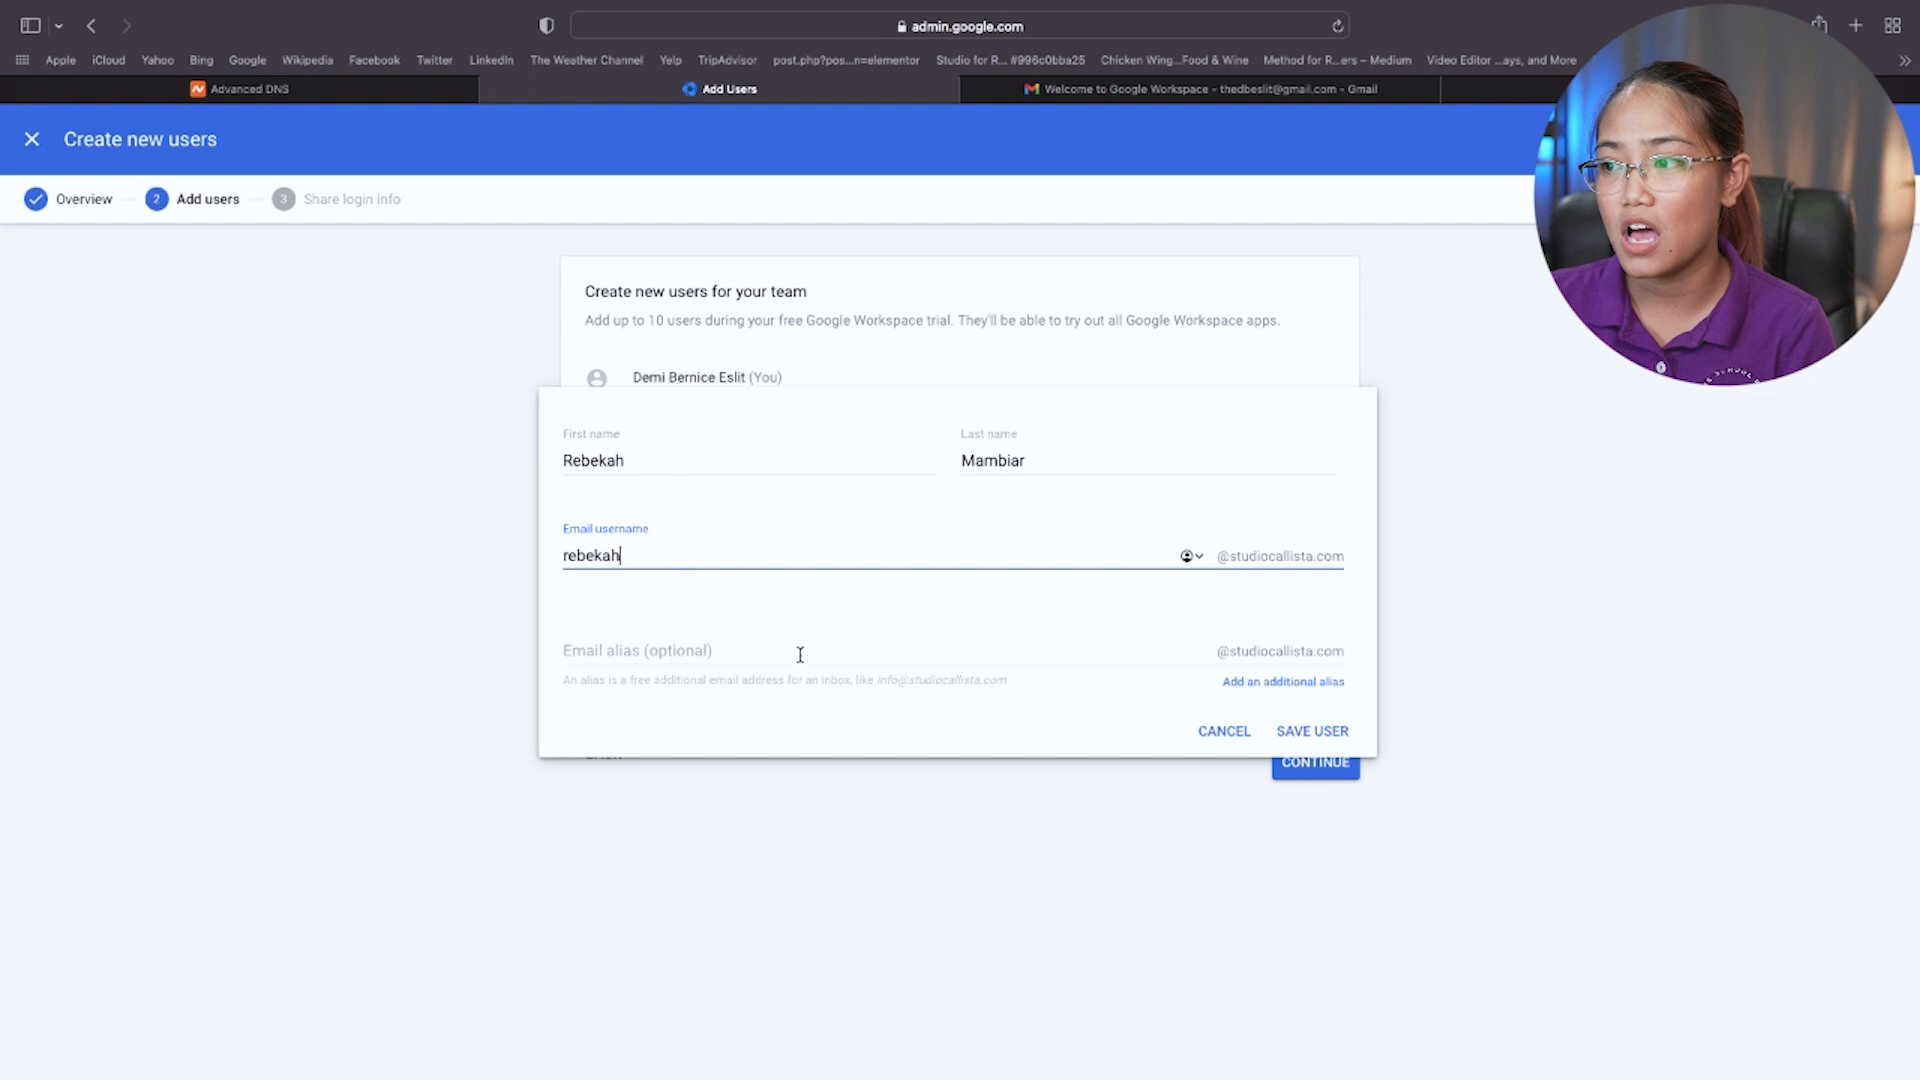 admin.google.com
Apple iCloud Yahoo Bing Google Wikipedia Facebook Twitter LinkedIn The Weather Channel Yelp TripAdvisor post.php?pos...n=elementor Studio for R... #996c0bba25 Chicken Wing...Food & Wine Method for R...ers – Medium Video Editor ...ays, and More
Advanced DNS
Add Users
Welcome to Google Workspace - thedbeslit@gmail.com - Gmail
Create new users
Overview
2 Add users
3 Share login info
Create new users for your team
Add up to 10 users during your free Google Workspace trial. They'll be able to try out all Google Workspace apps.
Demi Bernice Eslit (You)
First name
Last name
Rebekah
Mambiar
Email username
rebekah
@studiocallista.com
Email alias (optional)
@studiocallista.com
An alias is a free additional email address for an inbox, like info@studiocallista.com
Add an additional alias
CANCEL
SAVE USER
CONTINUE